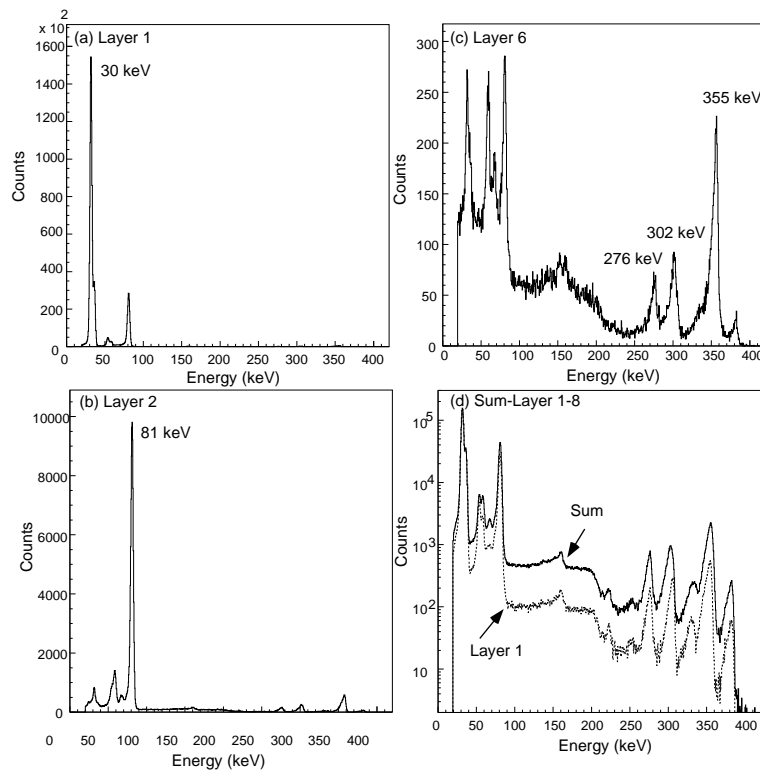 x 10 2
(a) Layer 1
1600
1400
1200
1000
800
600
400
200
0
30 keV
Counts
0 50 100 150 200 250 300 350 400
Energy (keV)
(b) Layer 2
10000
8000
6000
4000
2000
0
81 keV
Counts
0 50 100 150 200 250 300 350 400
Energy (keV)
(c) Layer 6
300
250
200
150
100
50
0
355 keV
302 keV
276 keV
Counts
0 50 100 150 200 250 300 350 400
Energy (keV)
(d) Sum-Layer 1-8
10 5
10 4
10 3
10 2
10
Sum
Layer 1
Counts
0 50 100 150 200 250 300 350 400
Energy (keV)